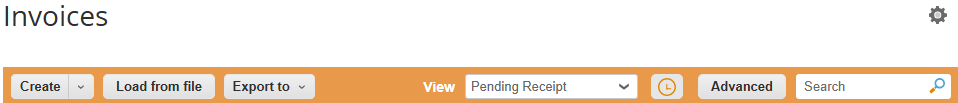 Invoices
Create Load from file Export to View Pending Receipt Advanced Search